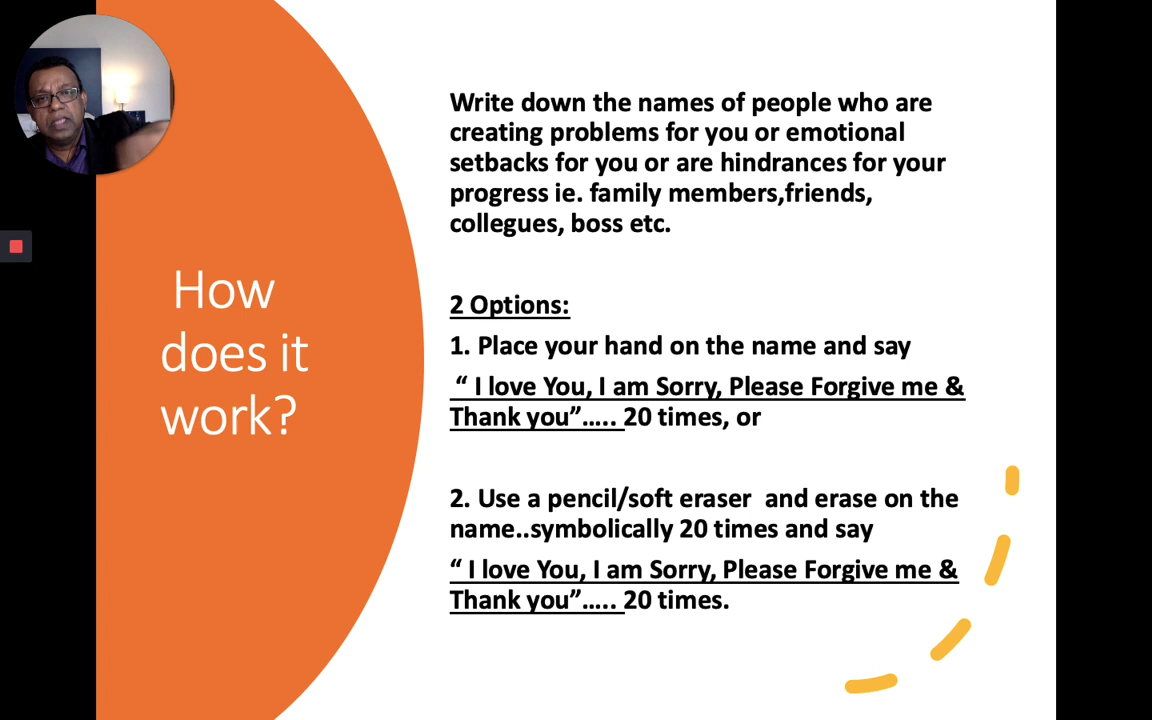 How
does it
work?
Write down the names of people who are
creating problems for you or emotional
setbacks for you or are hindrances for your
progress ie. family members,friends,
collegues, boss etc.
2 Options:
1. Place your hand on the name and say
“ I love You, I am Sorry, Please Forgive me &
Thank you”….. 20 times, or
2. Use a pencil/soft eraser  and erase on the
name..symbolically 20 times and say
“ I love You, I am Sorry, Please Forgive me &
Thank you”….. 20 times.